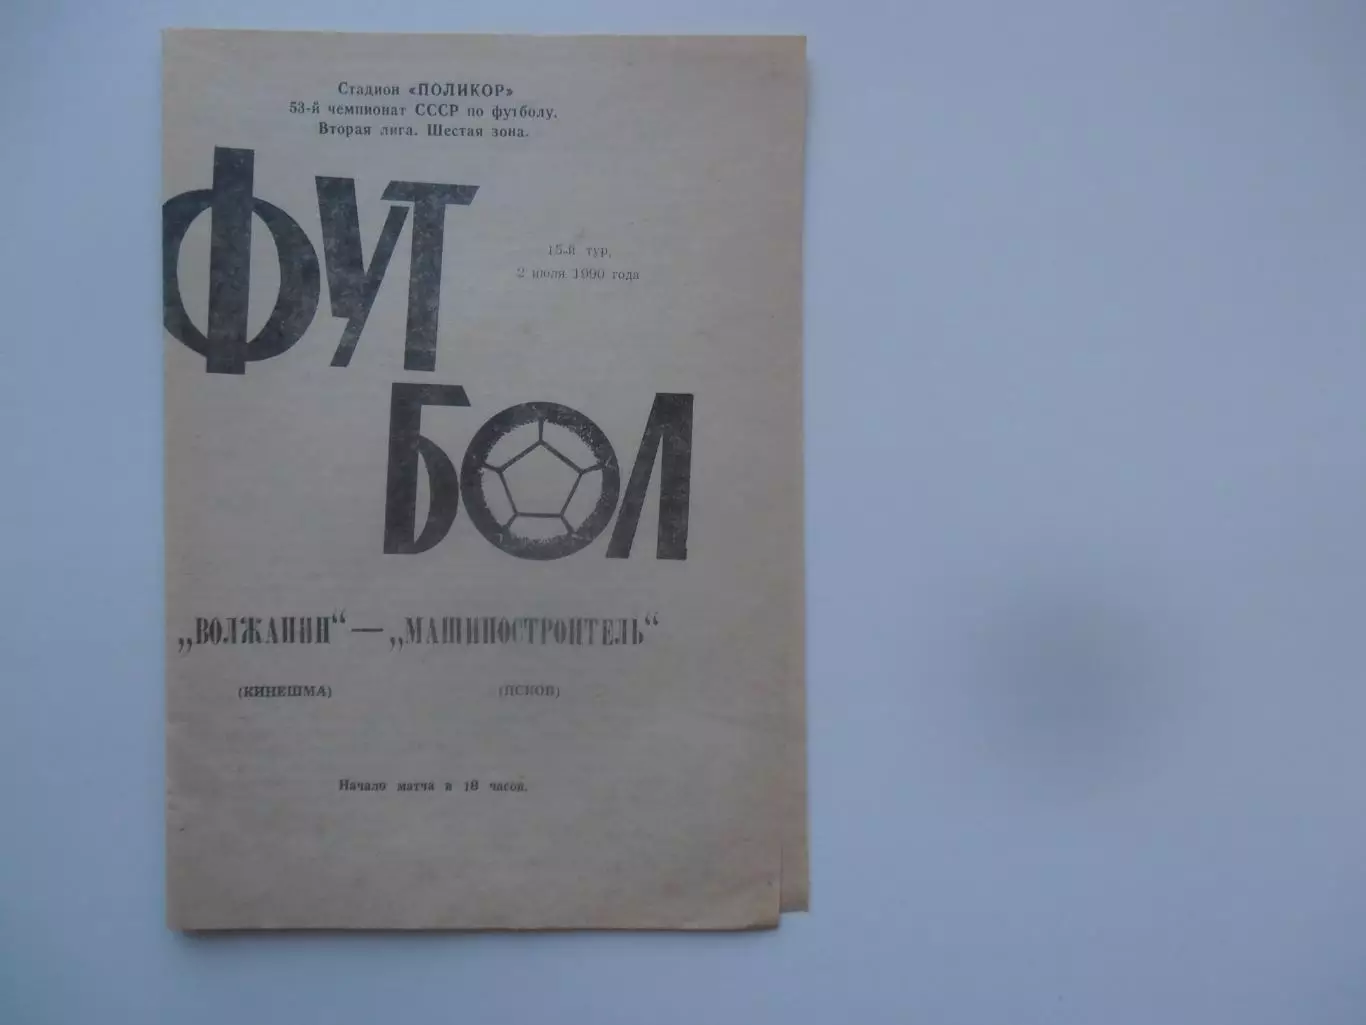 Стадион «ПОЛИКОР»
53-й чемпионат СССР по футболу.
Вторая лига. Шестая зона.
ФУТ
15-й тур,
2 июля 1990 года
БОЛ
„ВОЛЖАНИН“ — „МАШИНОСТРОИТЕЛЬ“
(КИНЕШМА) (ПСКОВ)
Начало матча в 18 часов.